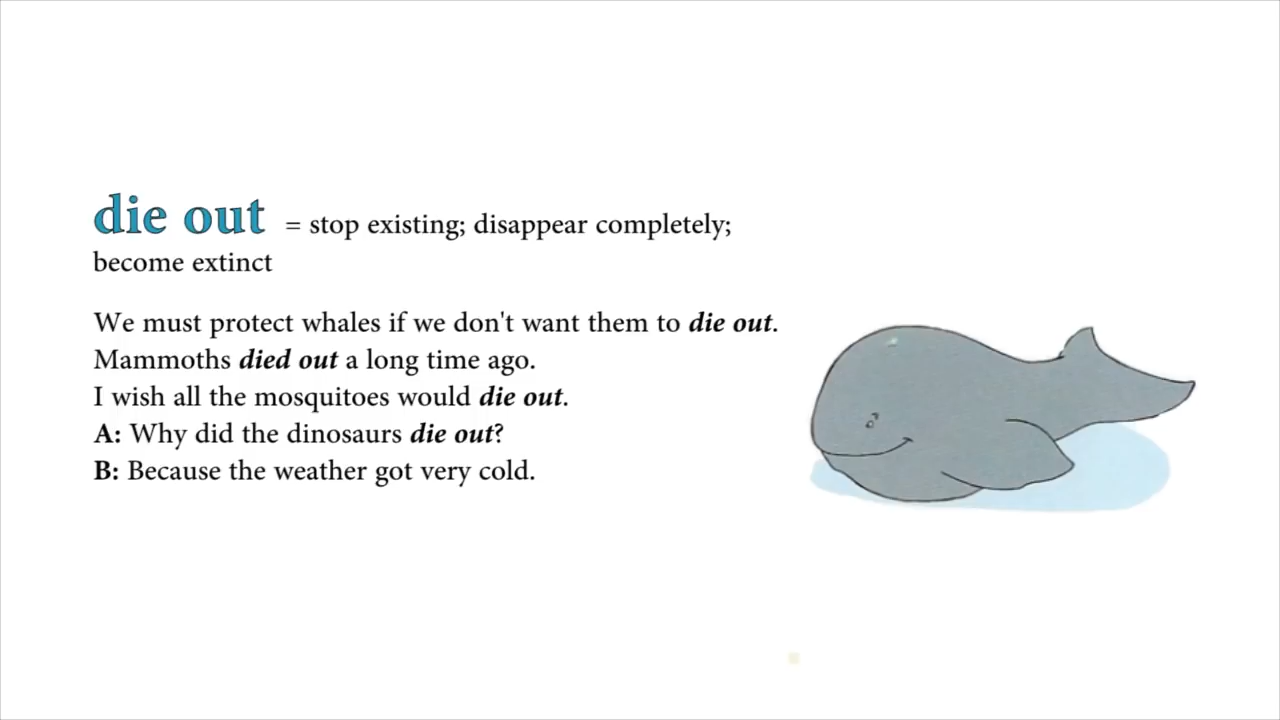 die out = stop existing; disappear completely;
become extinct
We must protect whales if we don't want them to die out.
Mammoths died out a long time ago.
I wish all the mosquitoes would die out.
A: Why did the dinosaurs die out?
B: Because the weather got very cold.